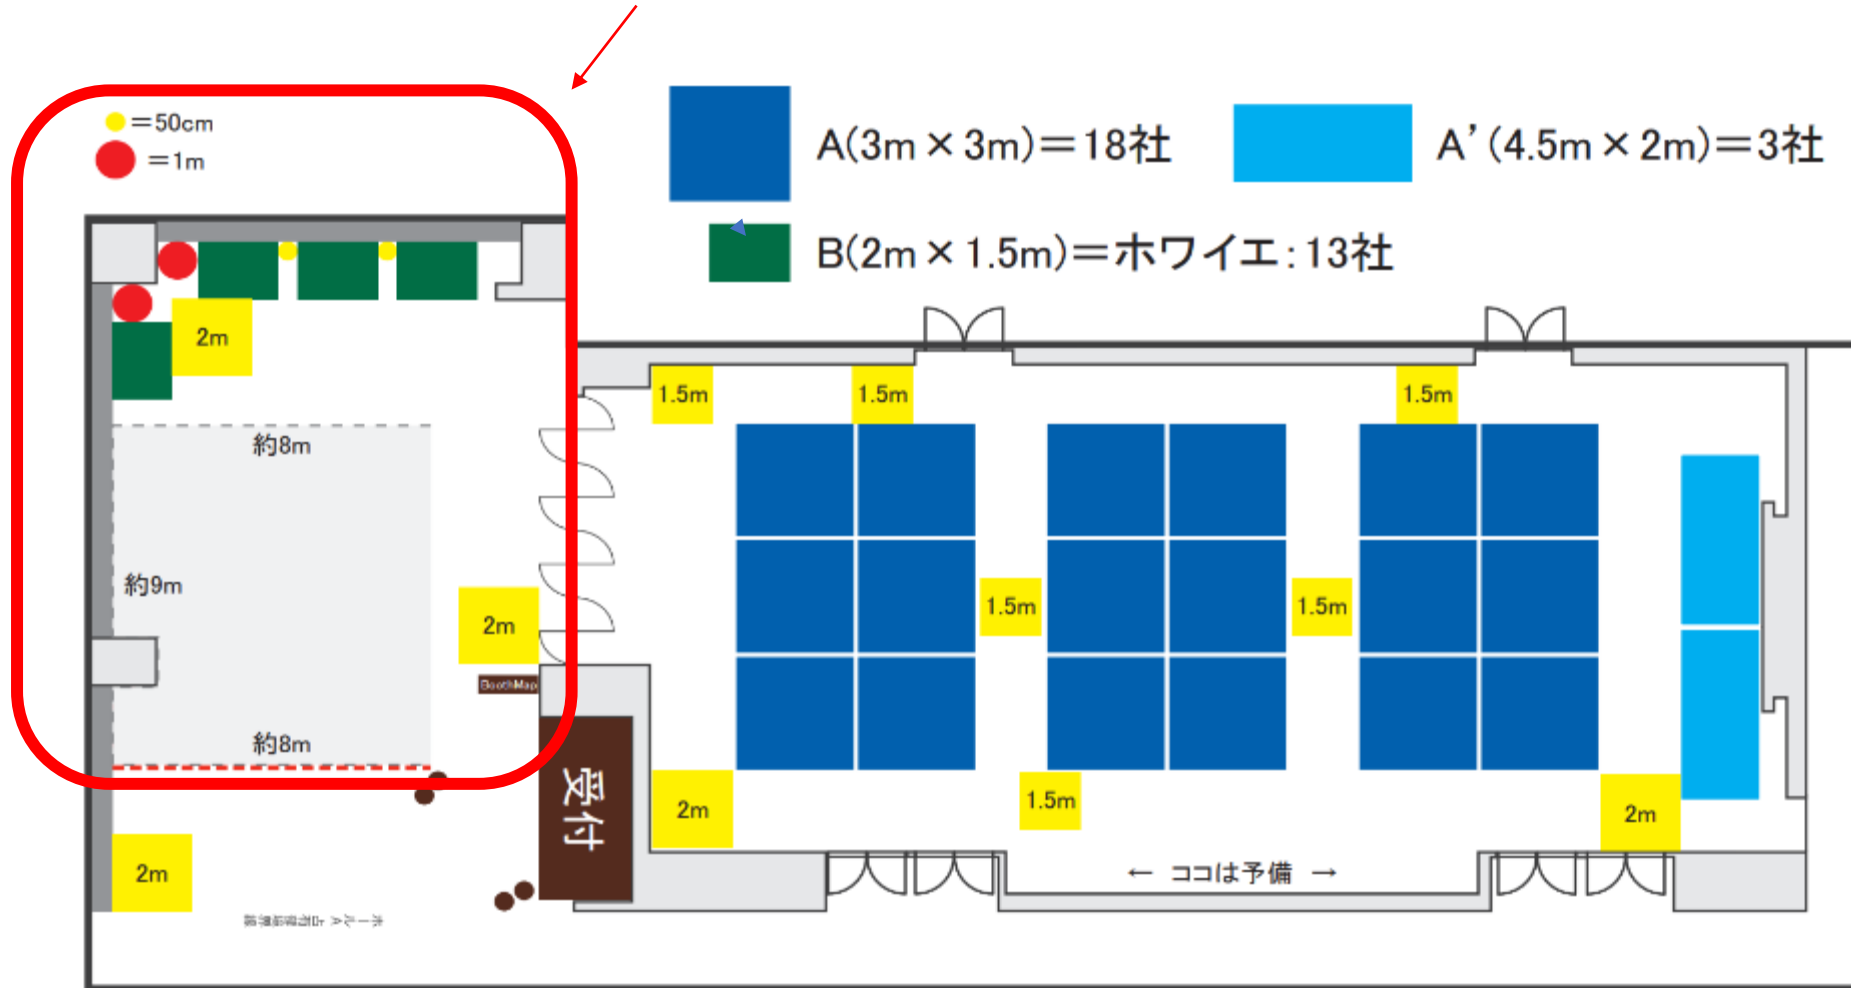 =50cm
=1m
A(3m×3m)=18社
A’(4.5m×2m)=3社
B(2m×1.5m)=ホワイエ:13社
2m
1.5m
1.5m
1.5m
約8m
約9m
2m
1.5m
1.5m
BoothMap
約8m
受付
2m
1.5m
2m
2m
← ココは予備 →